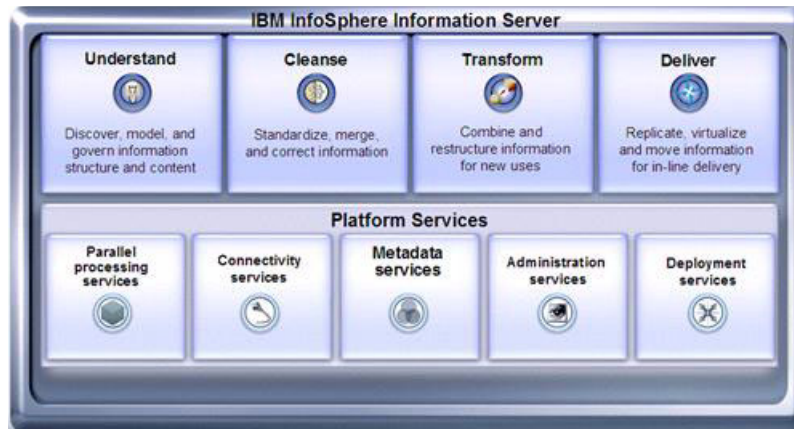 IBM InfoSphere Information Server
Understand
Discover, model, and
govern information
structure and content
Cleanse
Standardize, merge,
and correct information
Transform
Combine and
restructure information
for new uses
Deliver
Replicate, virtualize
and move information
for in-line delivery
Platform Services
Parallel
processing
services
Connectivity
services
Metadata
services
Administration
services
Deployment
services